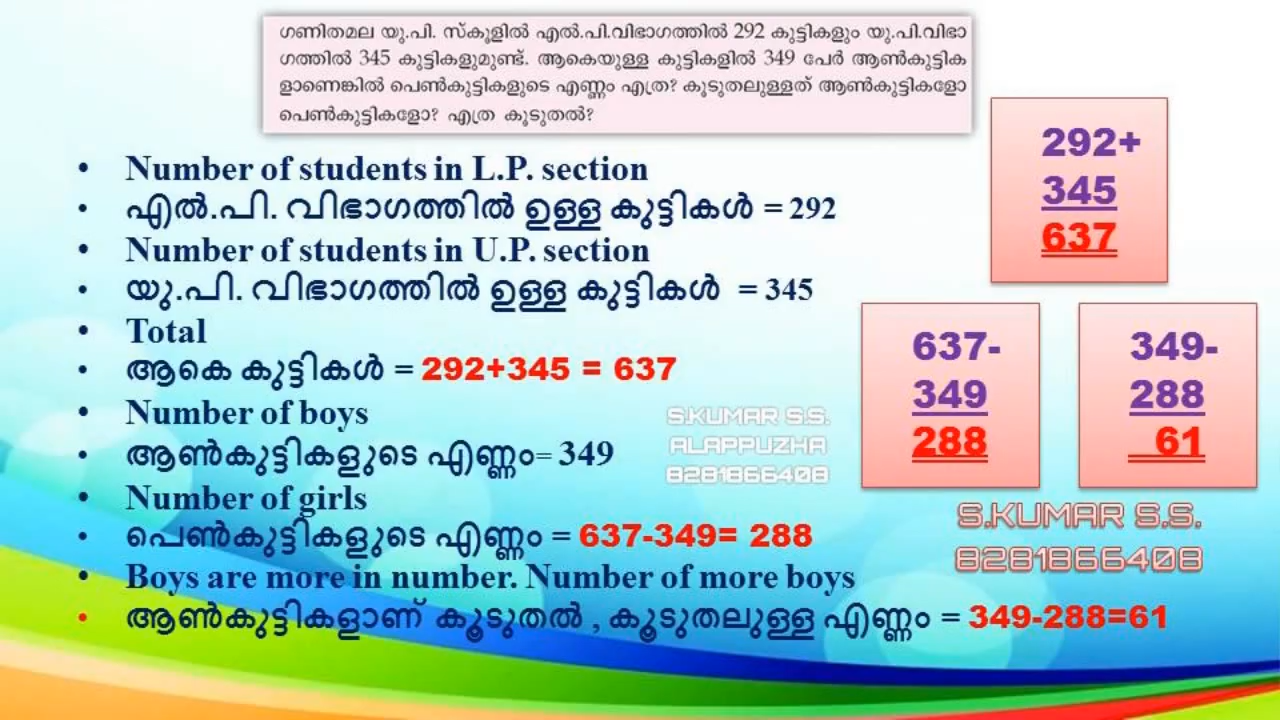 ഗണിതമല യു.പി. സ്കൂളിൽ എൽ.പി.വിഭാഗത്തിൽ 292 കുട്ടികളും യു.പി.വിഭാ
ഗത്തിൽ 345 കുട്ടികളുമുണ്ട്. ആകെയുള്ള കുട്ടികളിൽ 349 പേർ ആൺകുട്ടിക
ളാണെങ്കിൽ പെൺകുട്ടികളുടെ എണ്ണം എത്ര? കൂടുതലുള്ളത് ആൺകുട്ടികളോ
പെൺകുട്ടികളോ? എത്ര കൂടുതൽ?
• Number of students in L.P. section
• എൽ.പി. വിഭാഗത്തിൽ ഉള്ള കുട്ടികൾ = 292
• Number of students in U.P. section
• യു.പി. വിഭാഗത്തിൽ ഉള്ള കുട്ടികൾ = 345
• Total
• ആകെ കുട്ടികൾ = 292+345 = 637
• Number of boys
• ആൺകുട്ടികളുടെ എണ്ണം= 349
• Number of girls
• പെൺകുട്ടികളുടെ എണ്ണം = 637-349= 288
• Boys are more in number. Number of more boys
• ആൺകുട്ടികളാണ് കൂടുതൽ , കൂടുതലുള്ള എണ്ണം = 349-288=61
292+
345
637
637-
349
288
349-
288
61
S.KUMAR S.S.
ALAPPUZHA
8281866408
S.KUMAR S.S.
8281866408